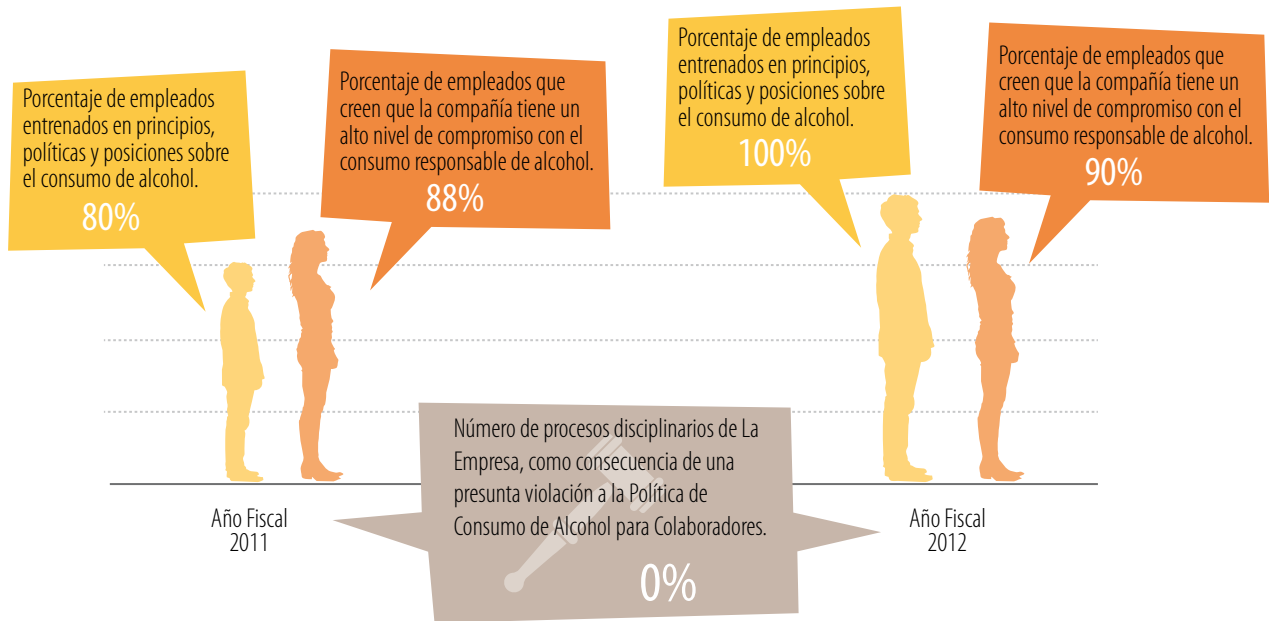 Porcentaje de empleados
entrenados en principios,
políticas y posiciones sobre
el consumo de alcohol.
80%
Porcentaje de empleados que
creen que la compañía tiene un
alto nivel de compromiso con el
consumo responsable de alcohol.
88%
Porcentaje de empleados
entrenados en principios,
políticas y posiciones sobre
el consumo de alcohol.
100%
Porcentaje de empleados que
creen que la compañía tiene un
alto nivel de compromiso con el
consumo responsable de alcohol.
90%
Número de procesos disciplinarios de La
Empresa, como consecuencia de una
presunta violación a la Política de
Consumo de Alcohol para Colaboradores.
0%
Año Fiscal
2011
Año Fiscal
2012